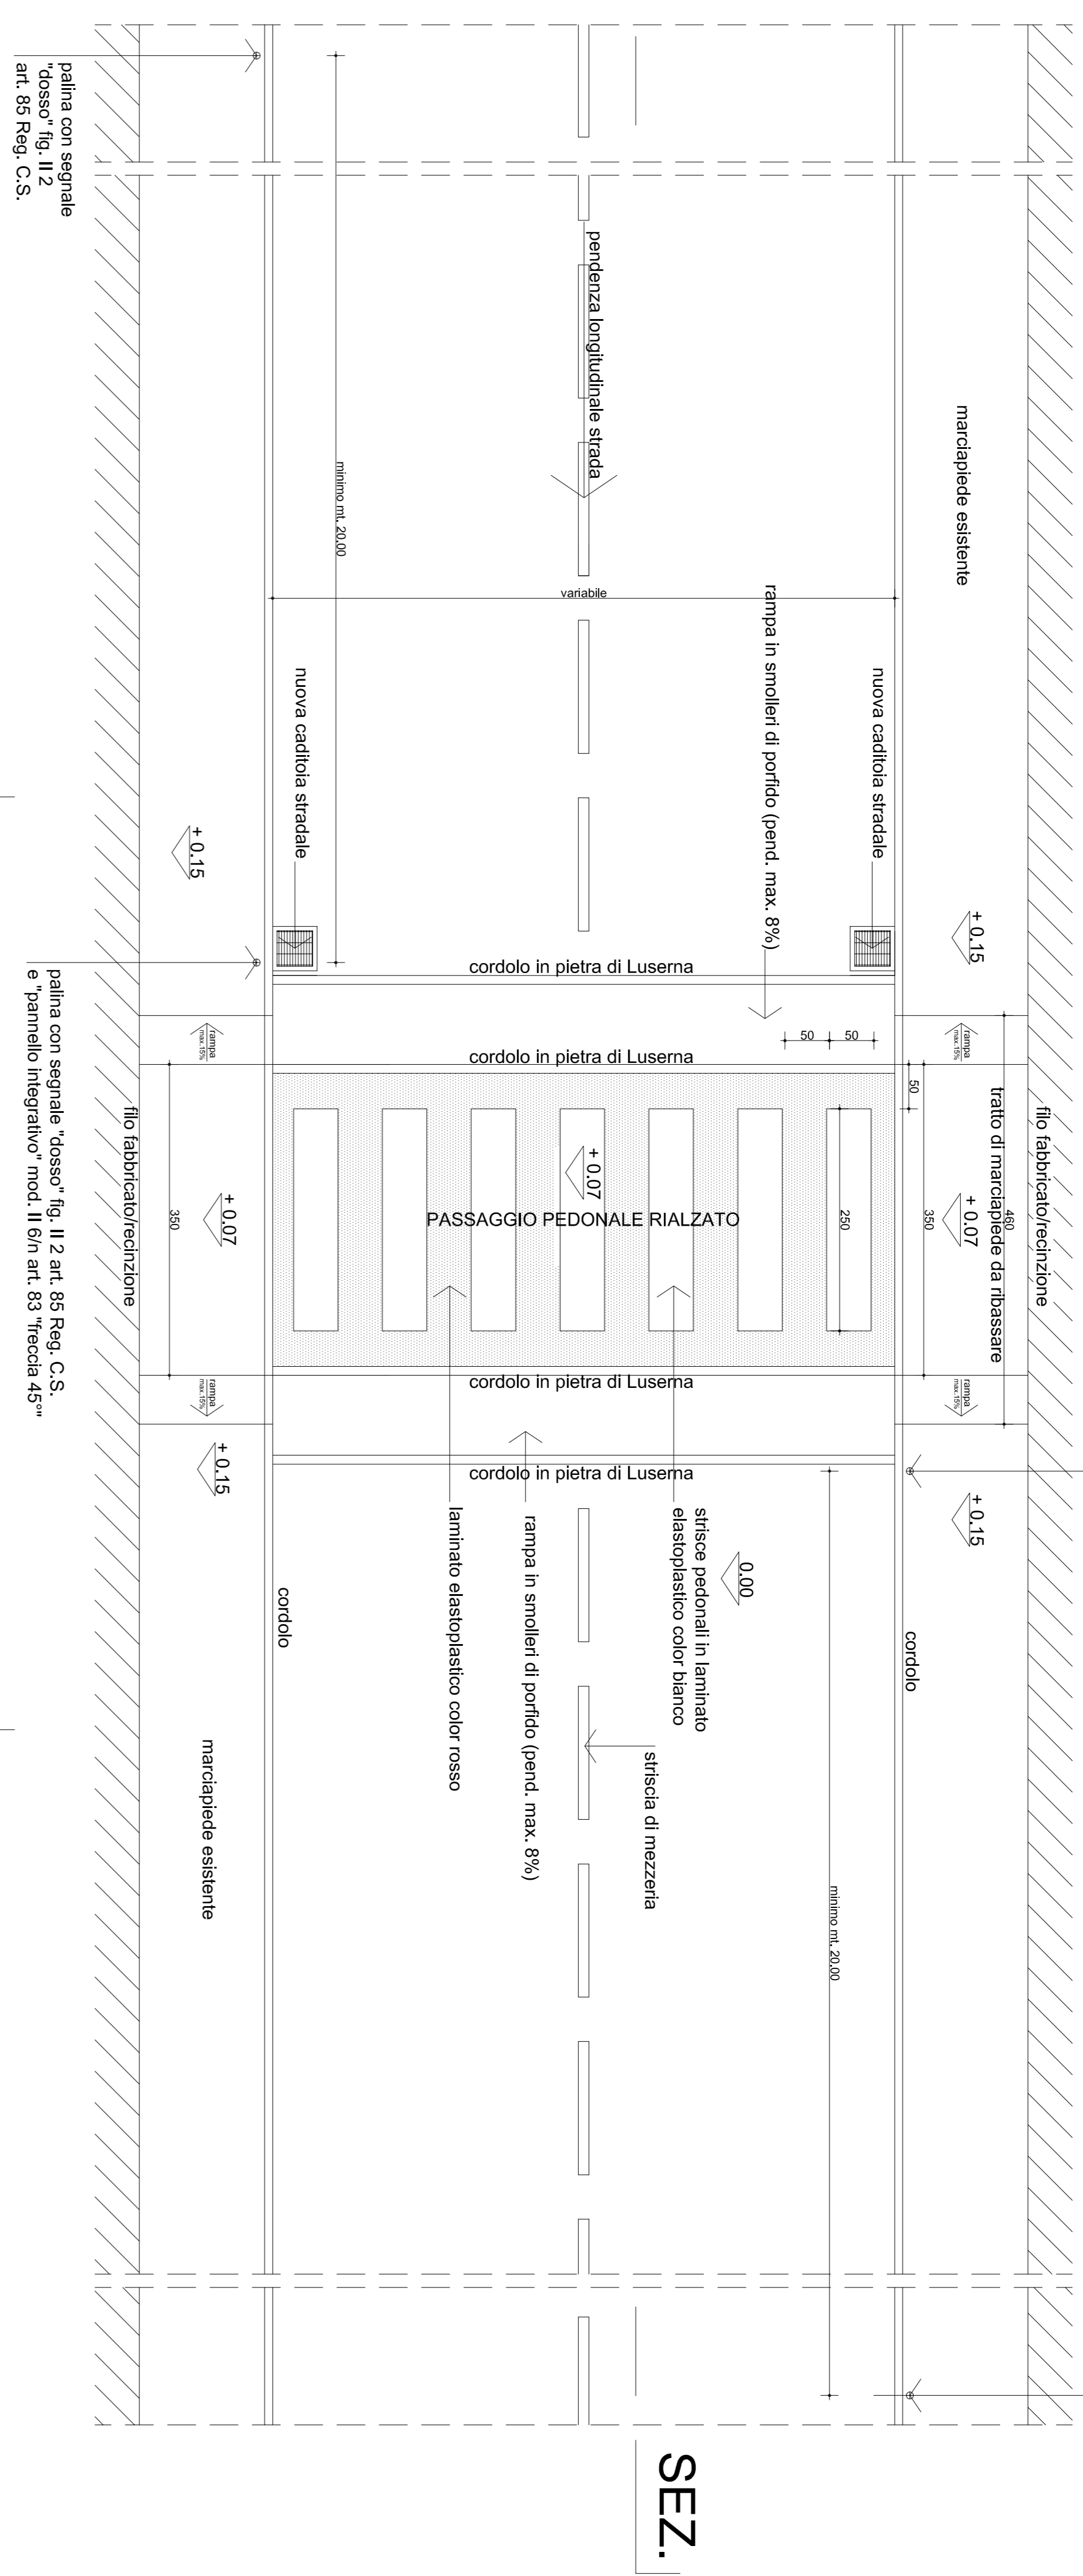 palina con segnale
"dosso" fig. II 2
art. 85 Reg. C.S.
pendenza longitudinale strada
marciapiede esistente
minimo mt. 20,00
variabile
rampa in smolleri di porfido (pend. max. 8%)
nuova caditoia stradale
nuova caditoia stradale
+ 0.15
+ 0.15
cordolo in pietra di Luserna
rampa
max.15%
50
50
rampa
max.15%
cordolo in pietra di Luserna
50
filo fabbricato/recinzione
tratto di marciapiede da ribassare
filo fabbricato/recinzione
palina con segnale "dosso" fig. II 2 art. 85 Reg. C.S.
e "pannello integrativo" mod. II 6/n art. 83 "freccia 45°"
+ 0.07
350
+ 0.07
PASSAGGIO PEDONALE RIALZATO
250
350
+ 0.07
460
cordolo in pietra di Luserna
rampa
max.15%
rampa
max.15%
+ 0.15
cordolo in pietra di Luserna
+ 0.15
strisce pedonali in laminato
elastoplastico color bianco
0.00
rampa in smolleri di porfido (pend. max. 8%)
laminato elastoplastico color rosso
cordolo
cordolo
striscia di mezzeria
marciapiede esistente
minimo mt. 20,00
SEZ.